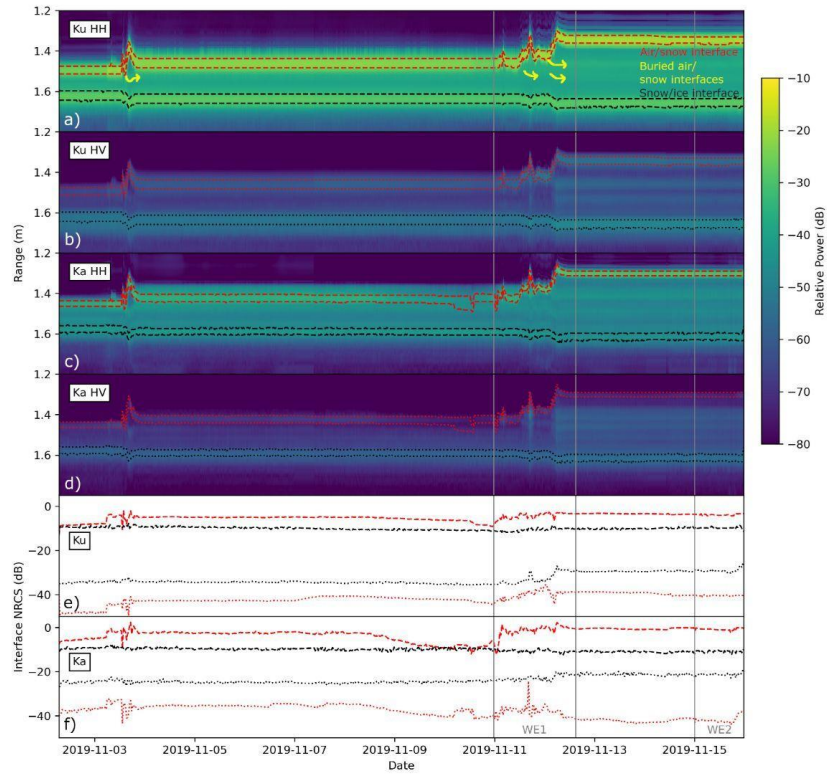 1.2
Ku HH
1.4
Air/snow interface
Buried air/
snow interfaces
1.6
Snow/ice interface
a)
1.2
Ku HV
1.4
1.6
b)
Range (m)
1.2
Ka HH
1.4
1.6
c)
1.2
Ka HV
1.4
1.6
d)
−10
−20
−30
−40
−50
−60
−70
−80
Relative Power (dB)
0
Ku
−20
−40
e)
Interface NRCS (dB)
0
Ka
−20
−40
f)
WE1
WE2
2019-11-03
2019-11-05
2019-11-07
2019-11-09
2019-11-11
2019-11-13
2019-11-15
Date